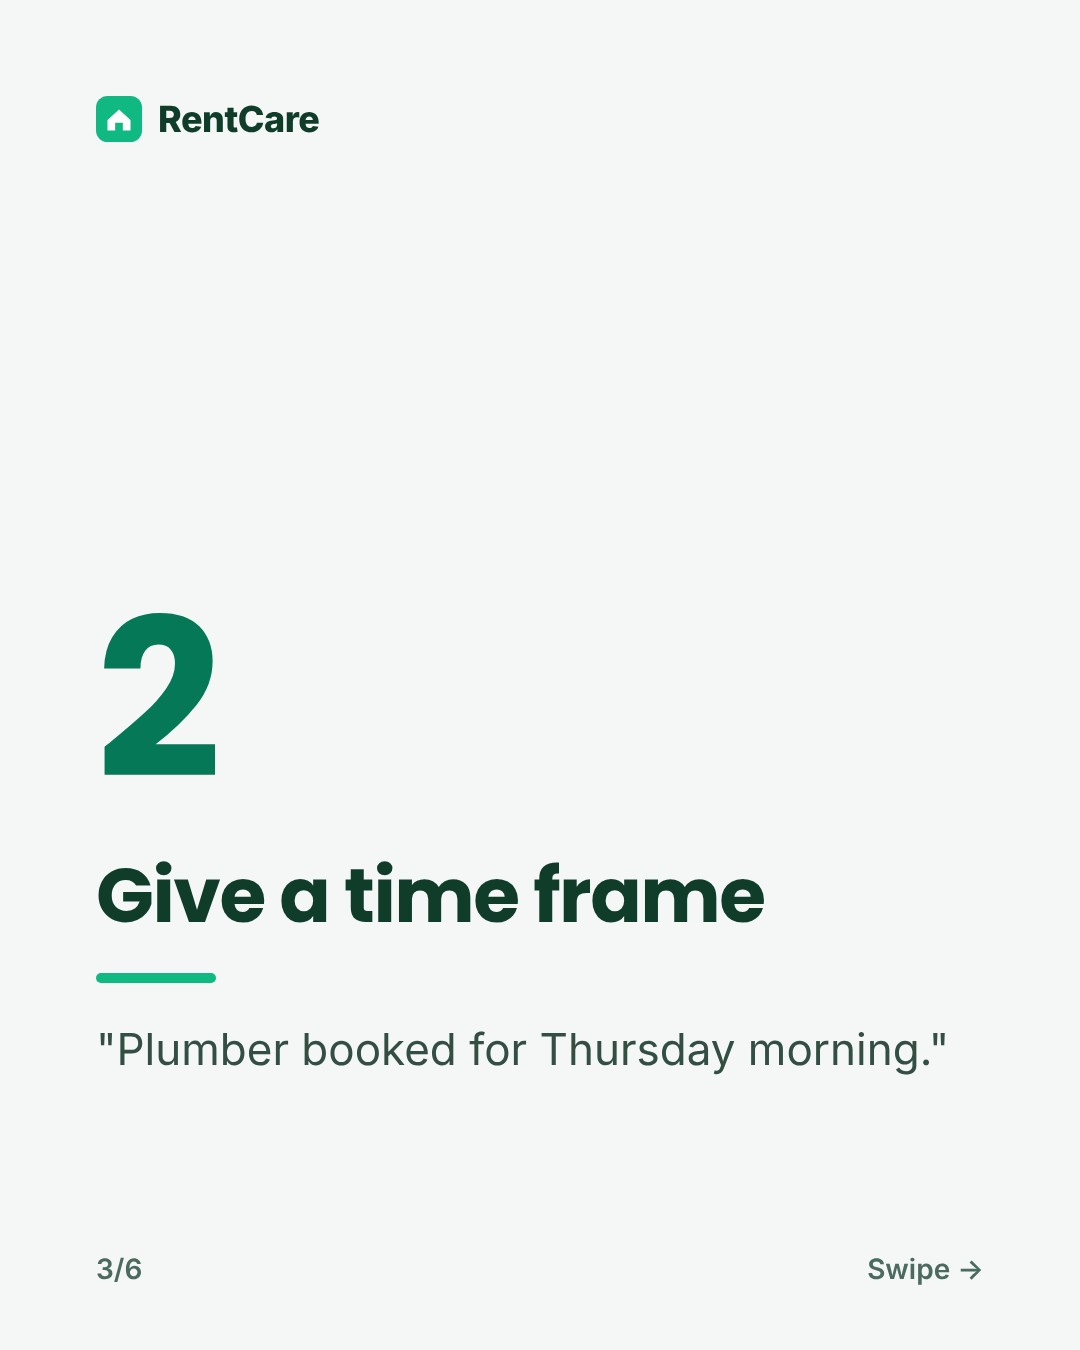 RentCare
2
Give a time frame
"Plumber booked for Thursday morning."
3/6
Swipe →